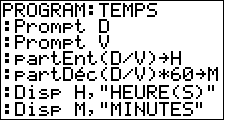 PROGRAM:TEMPS
:Prompt D
:Prompt V
:partEnt(D/V)→H
:partDéc(D/V)*60→M
:Disp H,"HEURE(S)"
:Disp M,"MINUTES"